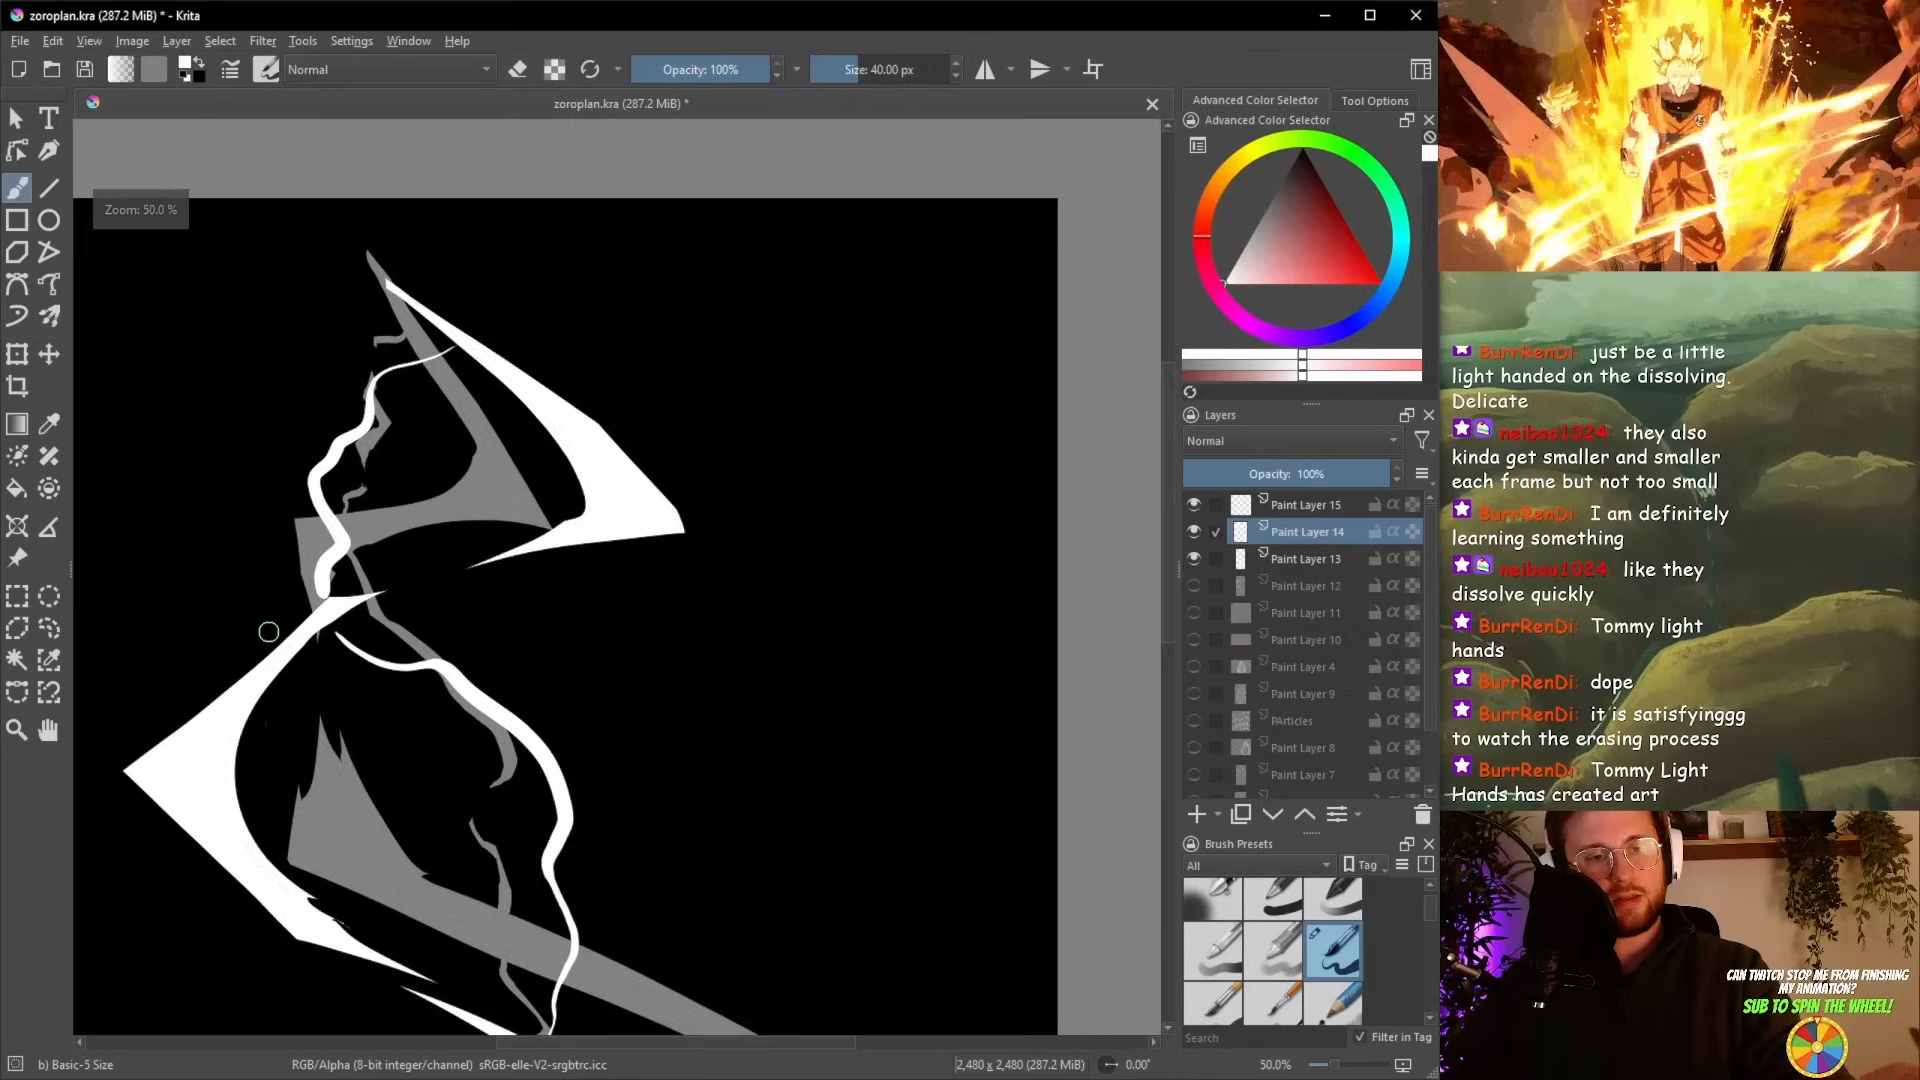 zoroplan.kra (287.2 MiB) * - Krita
File Edit View Image Layer Select Filter Tools Settings Window Help
Normal
Opacity: 100%
Size: 40.00 px
zoroplan.kra (287.2 MiB) *
Zoom: 50.0 %
Advanced Color Selector
Tool Options
Advanced Color Selector
Layers
Normal
Opacity: 100%
Paint Layer 15
Paint Layer 14
Paint Layer 13
Paint Layer 12
Paint Layer 11
Paint Layer 10
Paint Layer 4
Paint Layer 9
PArticles
Paint Layer 8
Paint Layer 7
Brush Presets
All
Tag
Search
Filter in Tag
b) Basic-5 Size
RGB/Alpha (8-bit integer/channel) sRGB-elle-V2-srgbtrc.icc
2,480 x 2,480 (287.2 MiB)
0.00°
50.0%
BurrRenDi: just be a little
light handed on the dissolving.
Delicate
neiboo1024: they also
kinda get smaller and smaller
each frame but not too small
BurrRenDi: I am definitely
learning something
neiboo1024: like they
dissolve quickly
BurrRenDi: Tommy light
hands
BurrRenDi: dope
BurrRenDi: it is satisfyinggg
to watch the erasing process
BurrRenDi: Tommy Light
Hands has created art
CAN TWITCH STOP ME FROM FINISHING
MY ANIMATION?
SUB TO SPIN THE WHEEL!